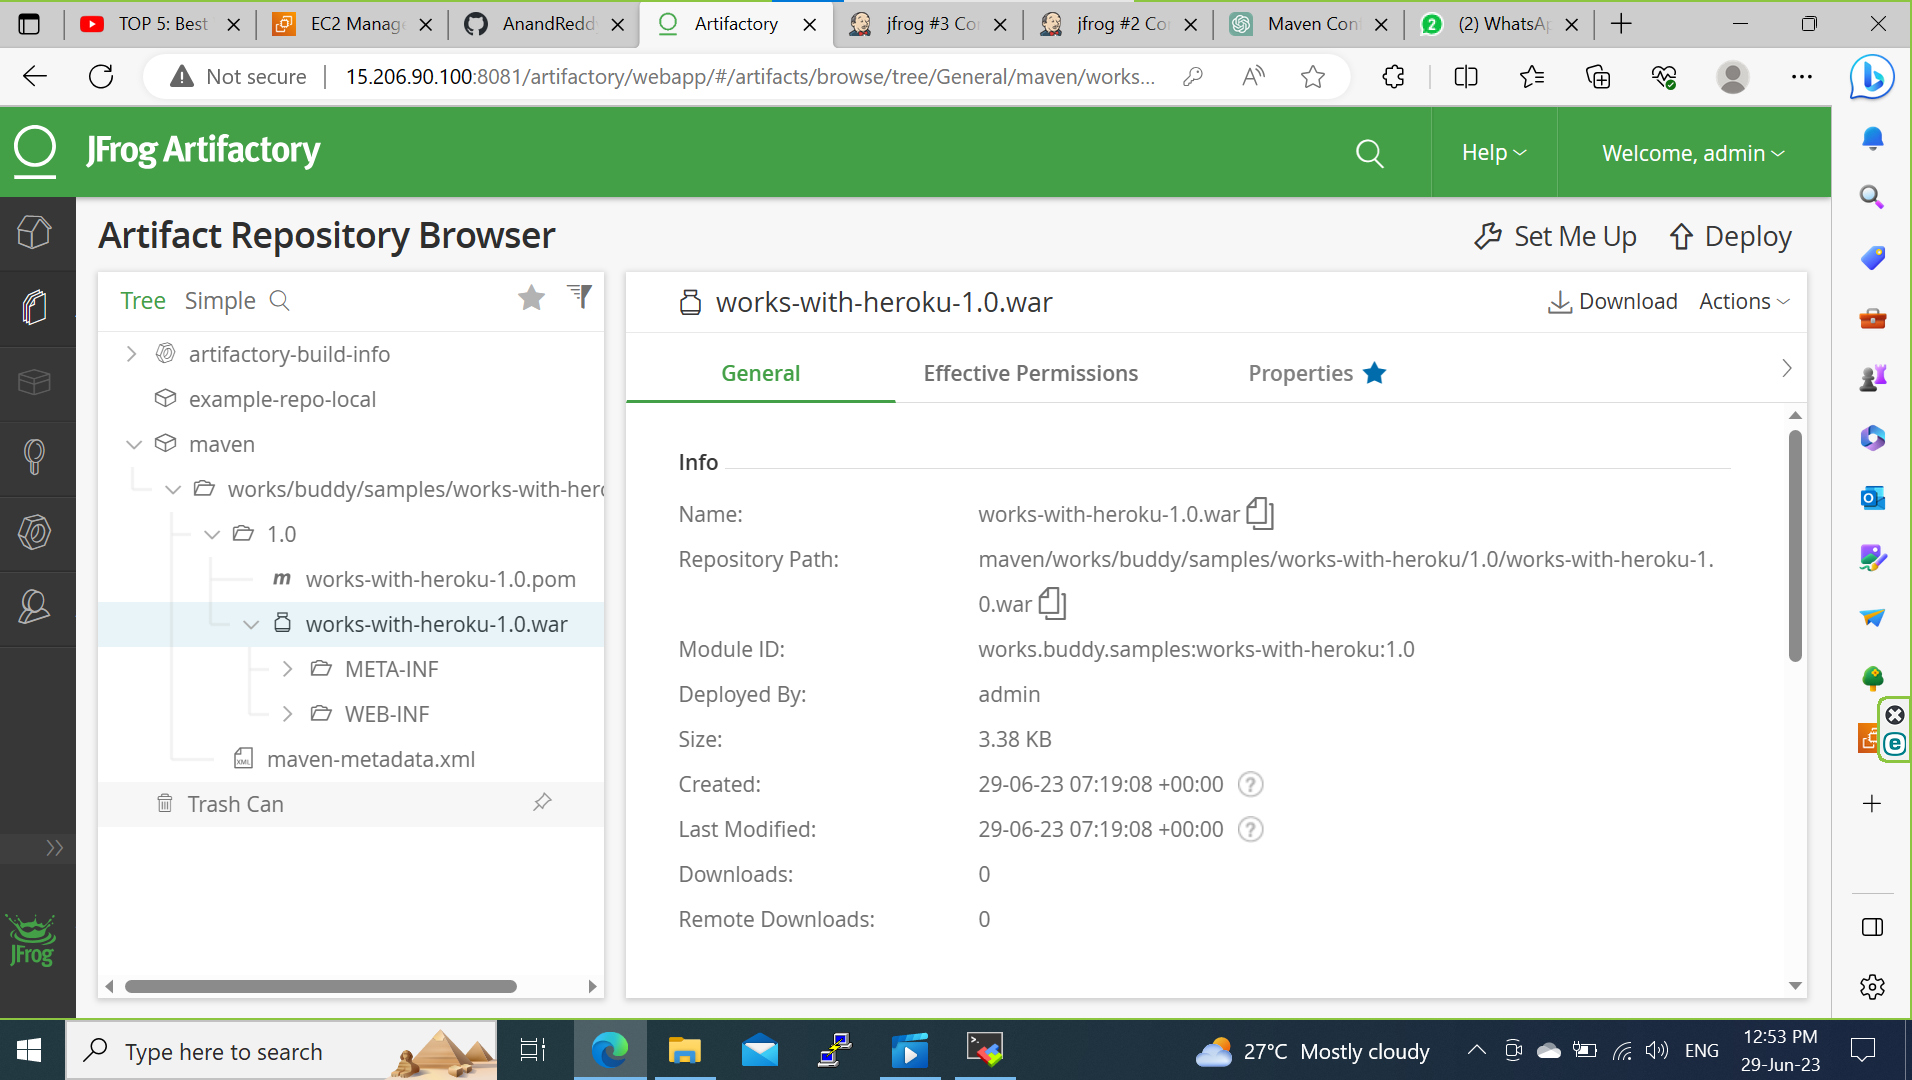 TOP 5: Best
EC2 Manage
AnandReddy
Artifactory
jfrog #3 Co
jfrog #2 Co
Maven Cont
2
(2) WhatsAp
Not secure
15.206.90.100:8081/artifactory/webapp/#/artifacts/browse/tree/General/maven/works...
JFrog Artifactory
Help
Welcome, admin
Artifact Repository Browser
Set Me Up
Deploy
Tree
Simple
artifactory-build-info
example-repo-local
maven
works/buddy/samples/works-with-hero
1.0
m works-with-heroku-1.0.pom
works-with-heroku-1.0.war
META-INF
WEB-INF
XML maven-metadata.xml
Trash Can
JFrog
works-with-heroku-1.0.war
Download
Actions
General
Effective Permissions
Properties
Info
Name: works-with-heroku-1.0.war
Repository Path: maven/works/buddy/samples/works-with-heroku/1.0/works-with-heroku-1.
0.war
Module ID: works.buddy.samples:works-with-heroku:1.0
Deployed By: admin
Size: 3.38 KB
Created: 29-06-23 07:19:08 +00:00 ?
Last Modified: 29-06-23 07:19:08 +00:00 ?
Downloads: 0
Remote Downloads: 0
Type here to search
27°C Mostly cloudy
ENG
12:53 PM
29-Jun-23